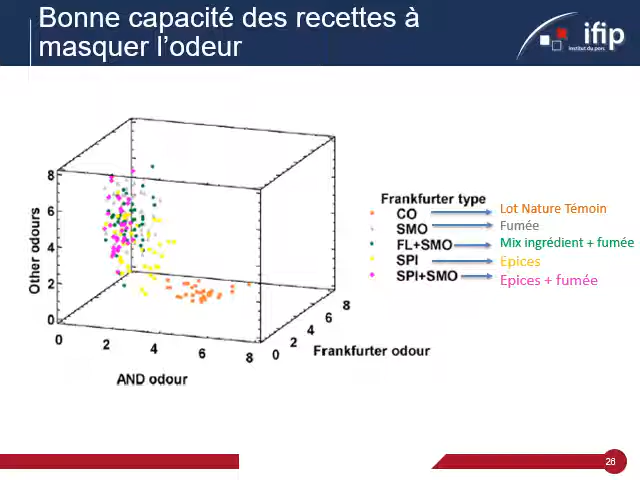 Bonne capacité des recettes à
masquer l’odeur
ifip
Institut du porc
8
6
4
2
0
Other odours
0
2
4
6
8
AND odour
0
2
4
6
8
Frankfurter odour
Frankfurter type
CO
Lot Nature Témoin
SMO
Fumée
FL+SMO
Mix ingrédient + fumée
SPI
Epices
SPI+SMO
Epices + fumée
26